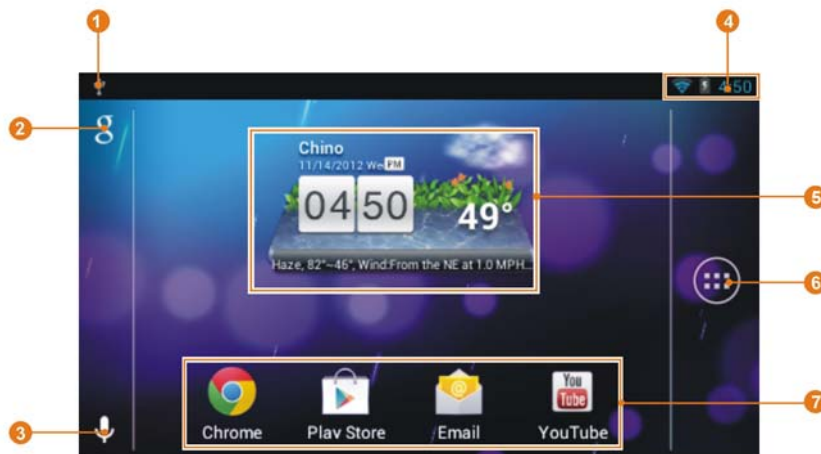 1
4
4:50
2
g
Chino
11/14/2012 Wed PM
04 50
49°
5
Haze, 82°~46°, Wind:From the NE at 1.0 MPH...
6
You
Tube
7
3
Chrome Play Store Email YouTube